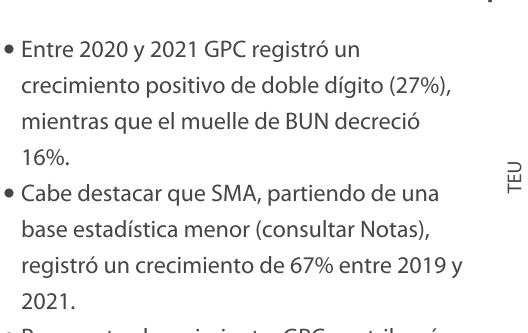 • Entre 2020 y 2021 GPC registró un
crecimiento positivo de doble dígito (27%),
mientras que el muelle de BUN decreció
16%.
• Cabe destacar que SMA, partiendo de una
base estadística menor (consultar Notas),
registró un crecimiento de 67% entre 2019 y
2021.
TEU